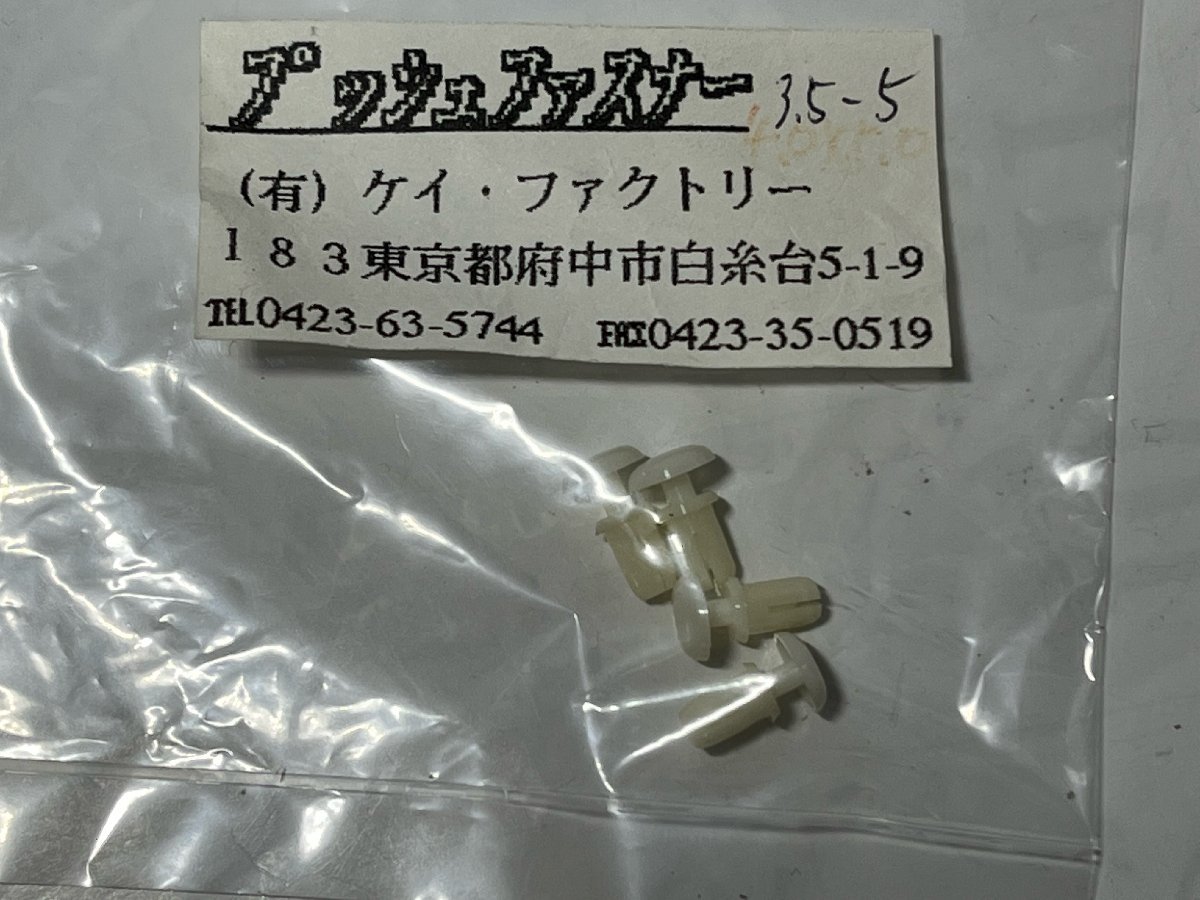 プッシュファスナー 3.5-5
(有) ケイ・ファクトリー
183東京都府中市白糸台5-1-9
TEL0423-63-5744 FAX0423-35-0519